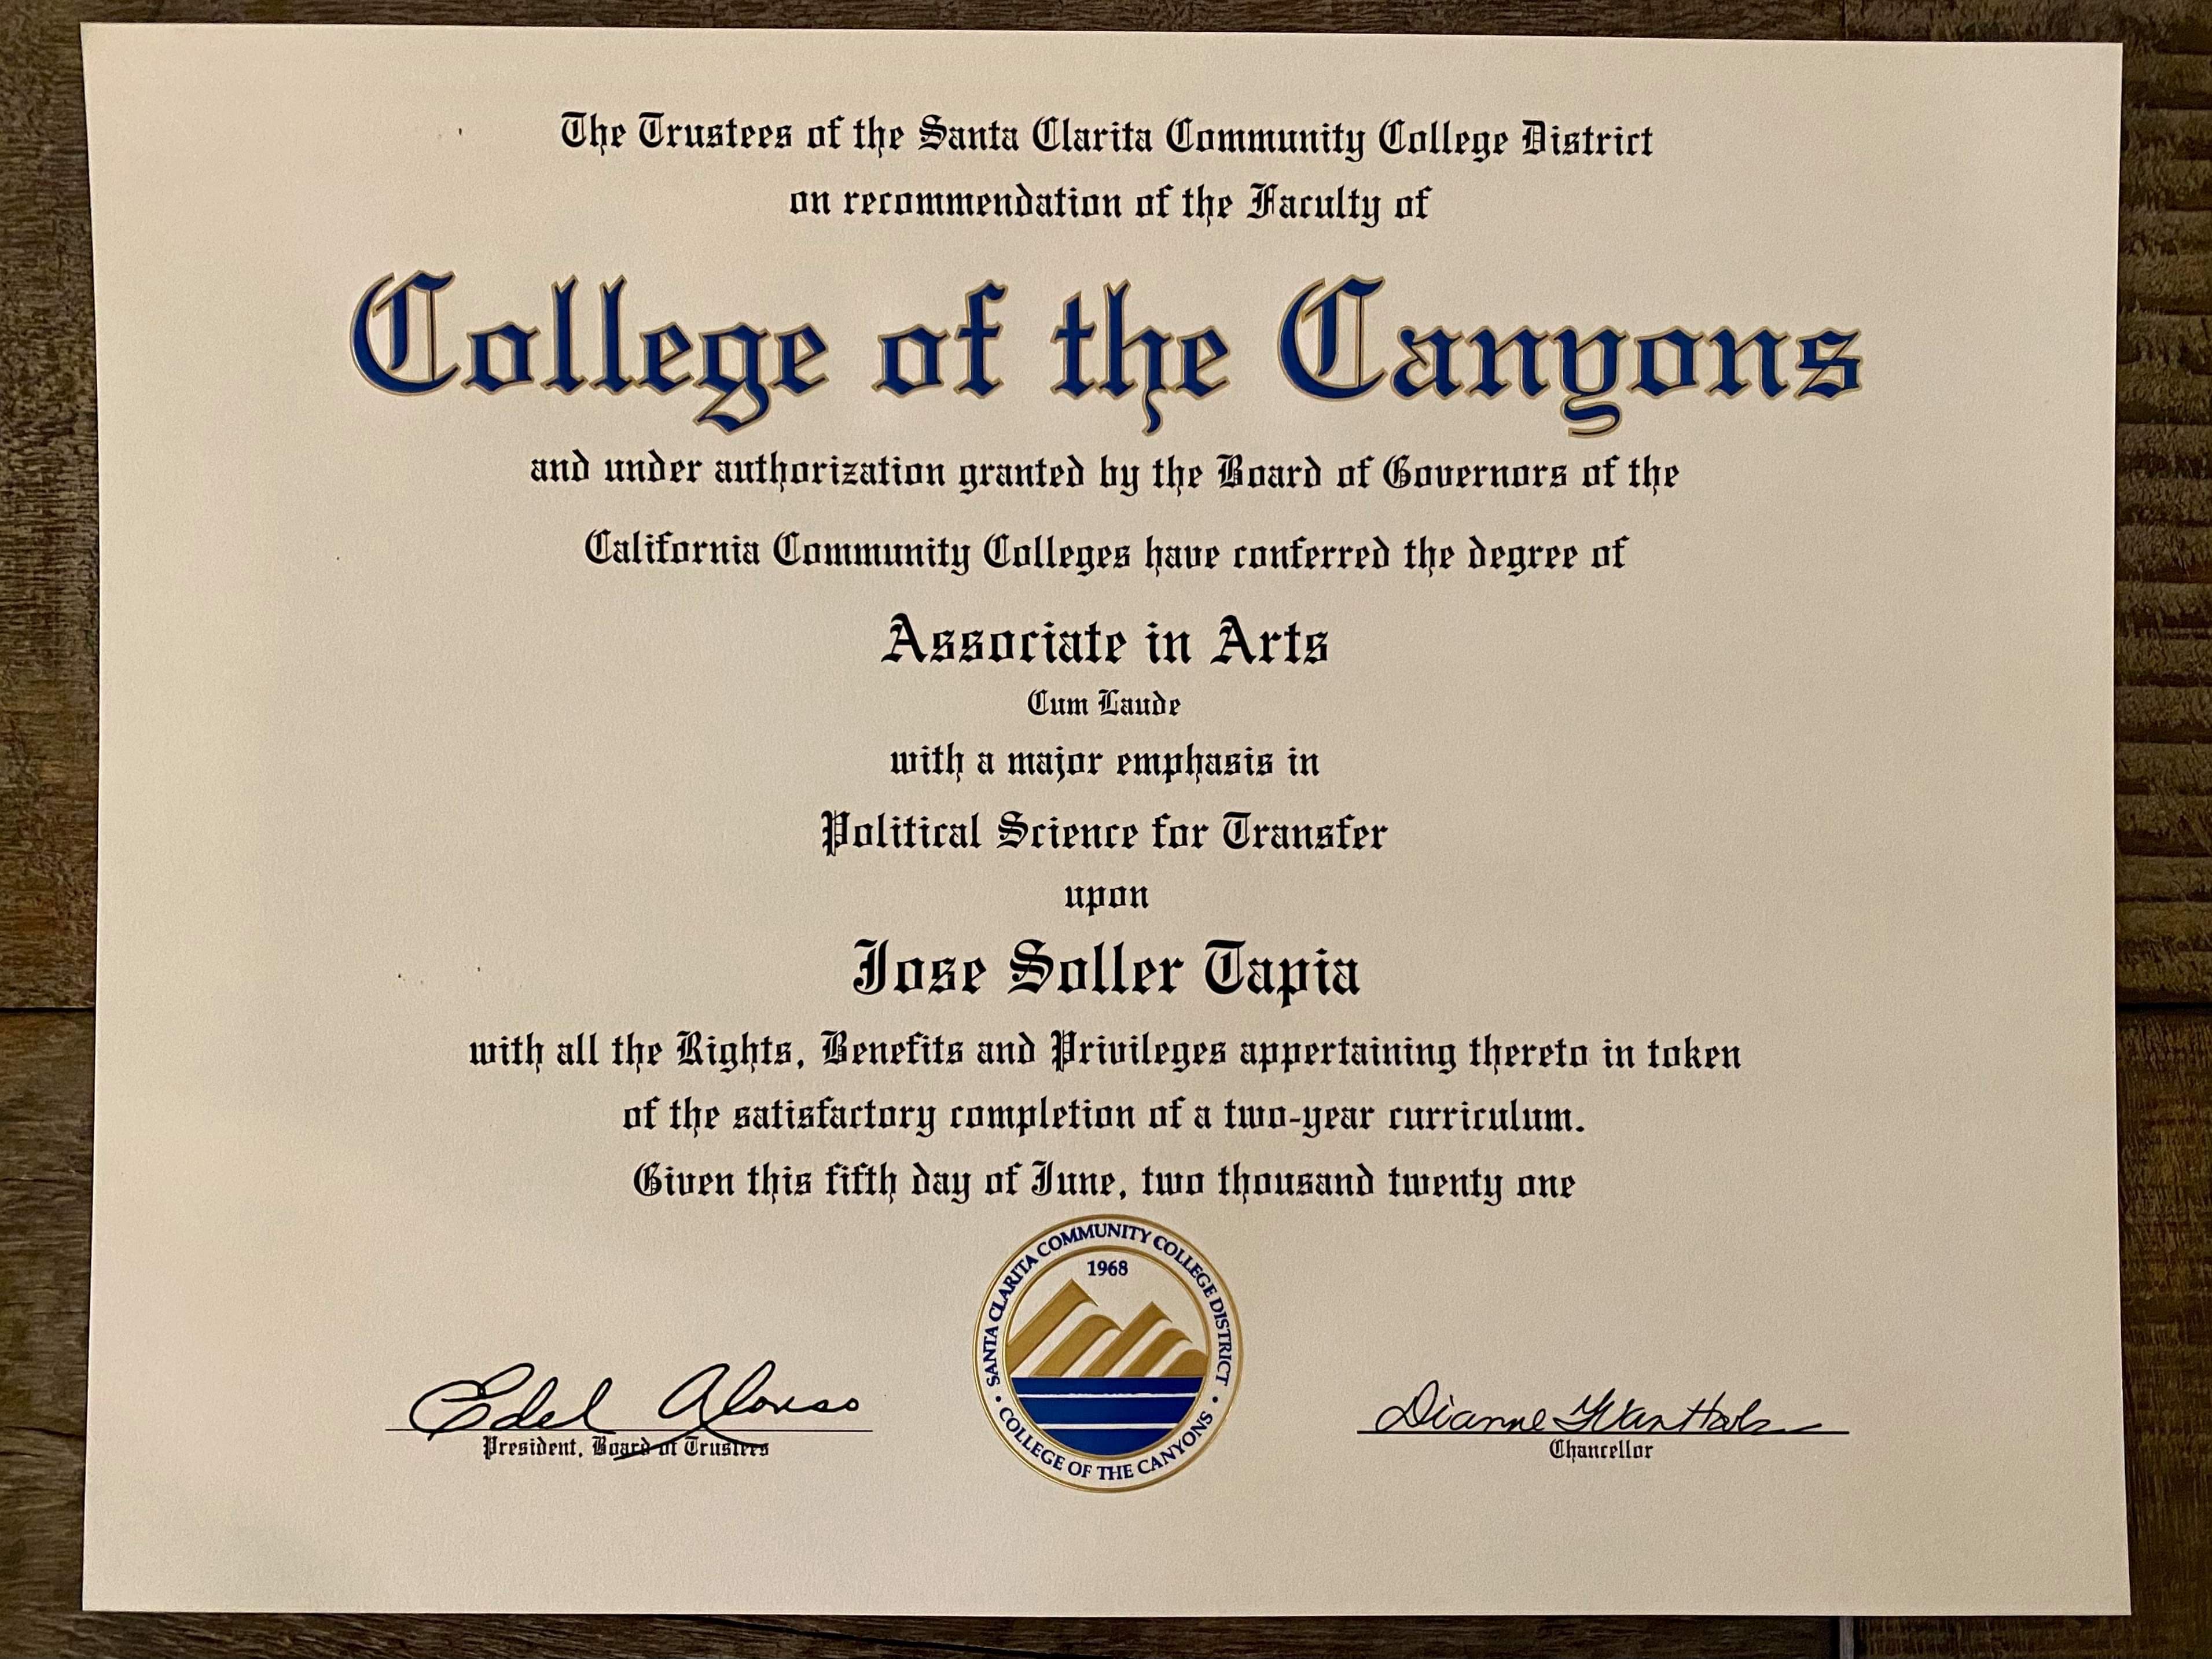 The Trustees of the Santa Clarita Community College District
on recommendation of the Faculty of
College of the Canyons
and under authorization granted by the Board of Governors of the
California Community Colleges have conferred the degree of
Associate in Arts
Cum Laude
with a major emphasis in
Political Science for Transfer
upon
Jose Soller Tapia
with all the Rights, Benefits and Privileges appertaining thereto in token
of the satisfactory completion of a two-year curriculum.
Given this fifth day of June, two thousand twenty one
SANTA CLARITA COMMUNITY COLLEGE DISTRICT
1968
COLLEGE OF THE CANYONS
Edel Alonso
President, Board of Trustees
Dianne G. Van Hook
Chancellor